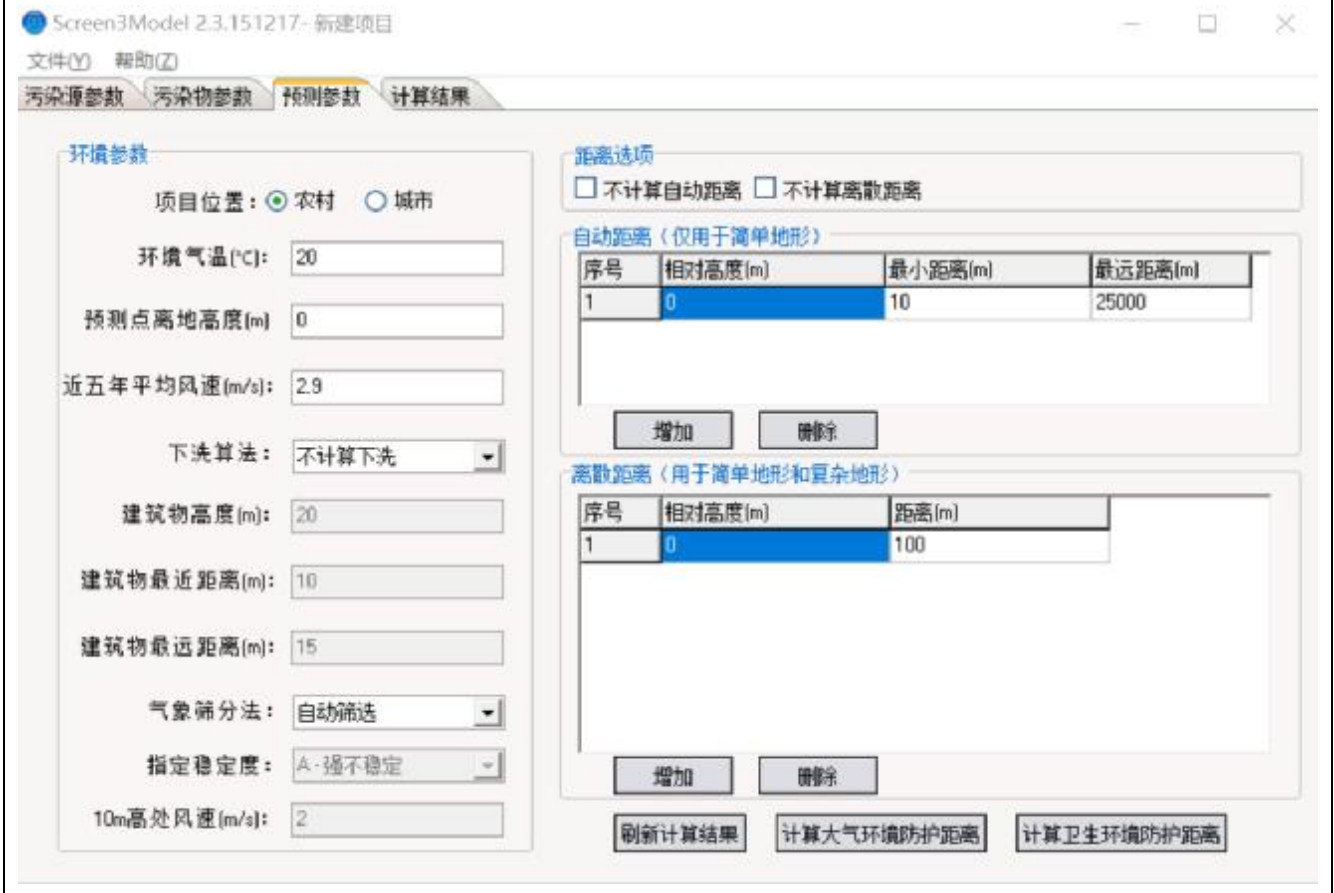 Screen3Model 2.3.151217- 新建项目
文件(Y) 帮助(Z)
污染源参数 污染物参数 预测参数 计算结果
环境参数
项目位置: 农村 城市
环境气温(°C): 20
预测点离地高度(m) 0
近五年平均风速(m/s): 2.9
下洗算法: 不计算下洗
建筑物高度(m): 20
建筑物最近距离(m): 10
建筑物最远距离(m): 15
气象筛分法: 自动筛选
指定稳定度: A - 强不稳定
10m高处风速(m/s): 2
距离选项
不计算自动距离 不计算离散距离
自动距离(仅用于简单地形)
序号 相对高度(m) 最小距离(m) 最远距离(m)
1 0 10 25000
增加 删除
离散距离(用于简单地形和复杂地形)
序号 相对高度(m) 距离(m)
1 0 100
增加 删除
刷新计算结果 计算大气环境防护距离 计算卫生环境防护距离